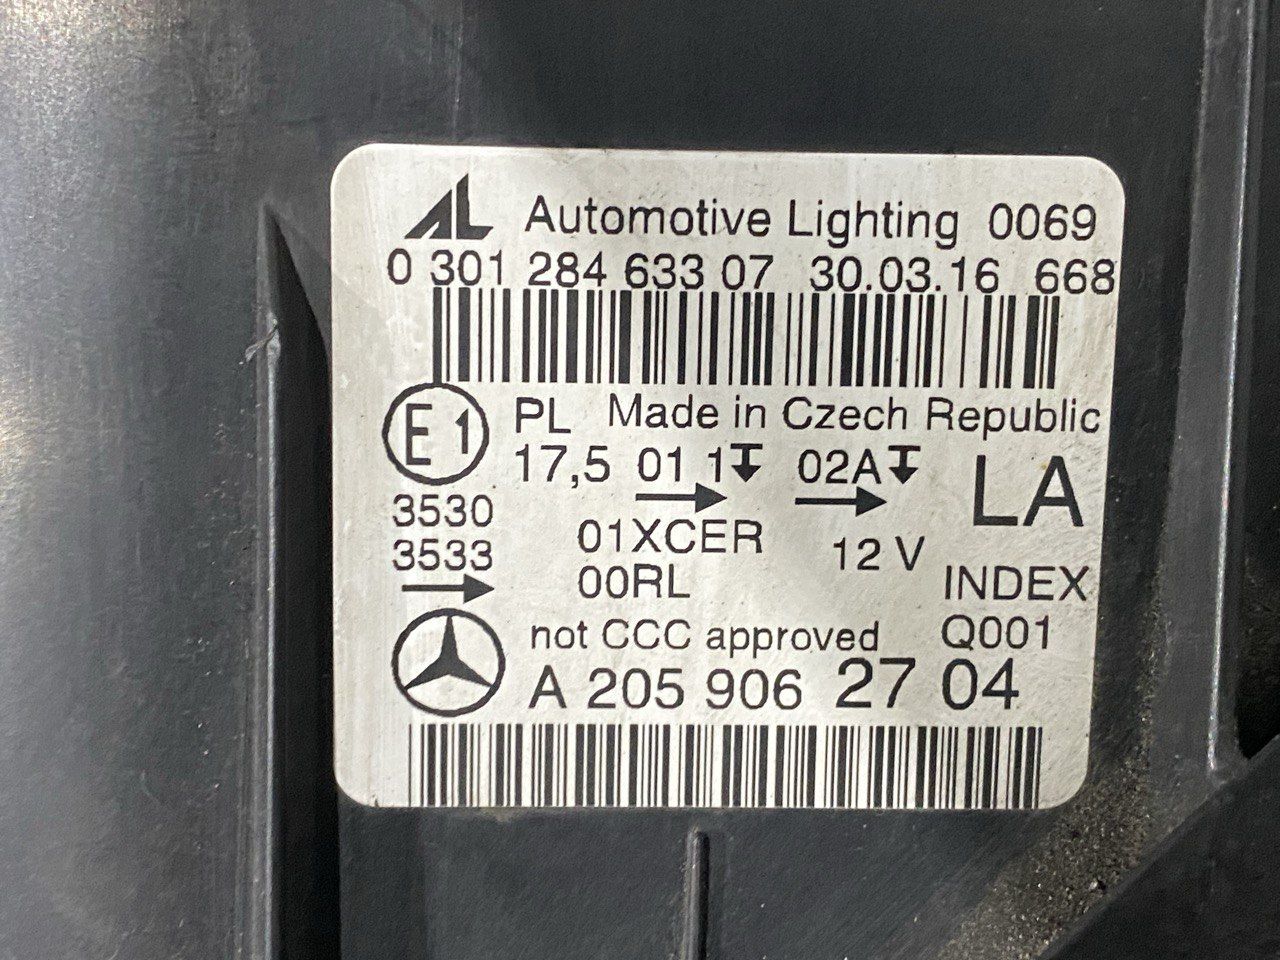 AL Automotive Lighting 0069
0 301 284 633 07 30.03.16 668
E1 PL Made in Czech Republic
17,5 01 1 02A LA
3530 01XCER 12 V
3533 00RL INDEX
not CCC approved Q001
A 205 906 27 04